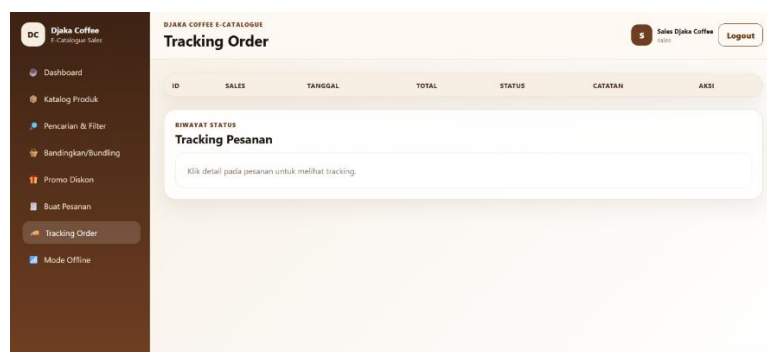 DC
Djaka Coffee
E-Catalogue Sales
Dashboard
Katalog Produk
Pencarian & Filter
Bandingkan/Bundling
Promo Diskon
Buat Pesanan
Tracking Order
Mode Offline
DJAKA COFFEE E-CATALOGUE
Tracking Order
S
Sales Djaka Coffee
sales
Logout
ID SALES TANGGAL TOTAL STATUS CATATAN AKSI
RIWAYAT STATUS
Tracking Pesanan
Klik detail pada pesanan untuk melihat tracking.